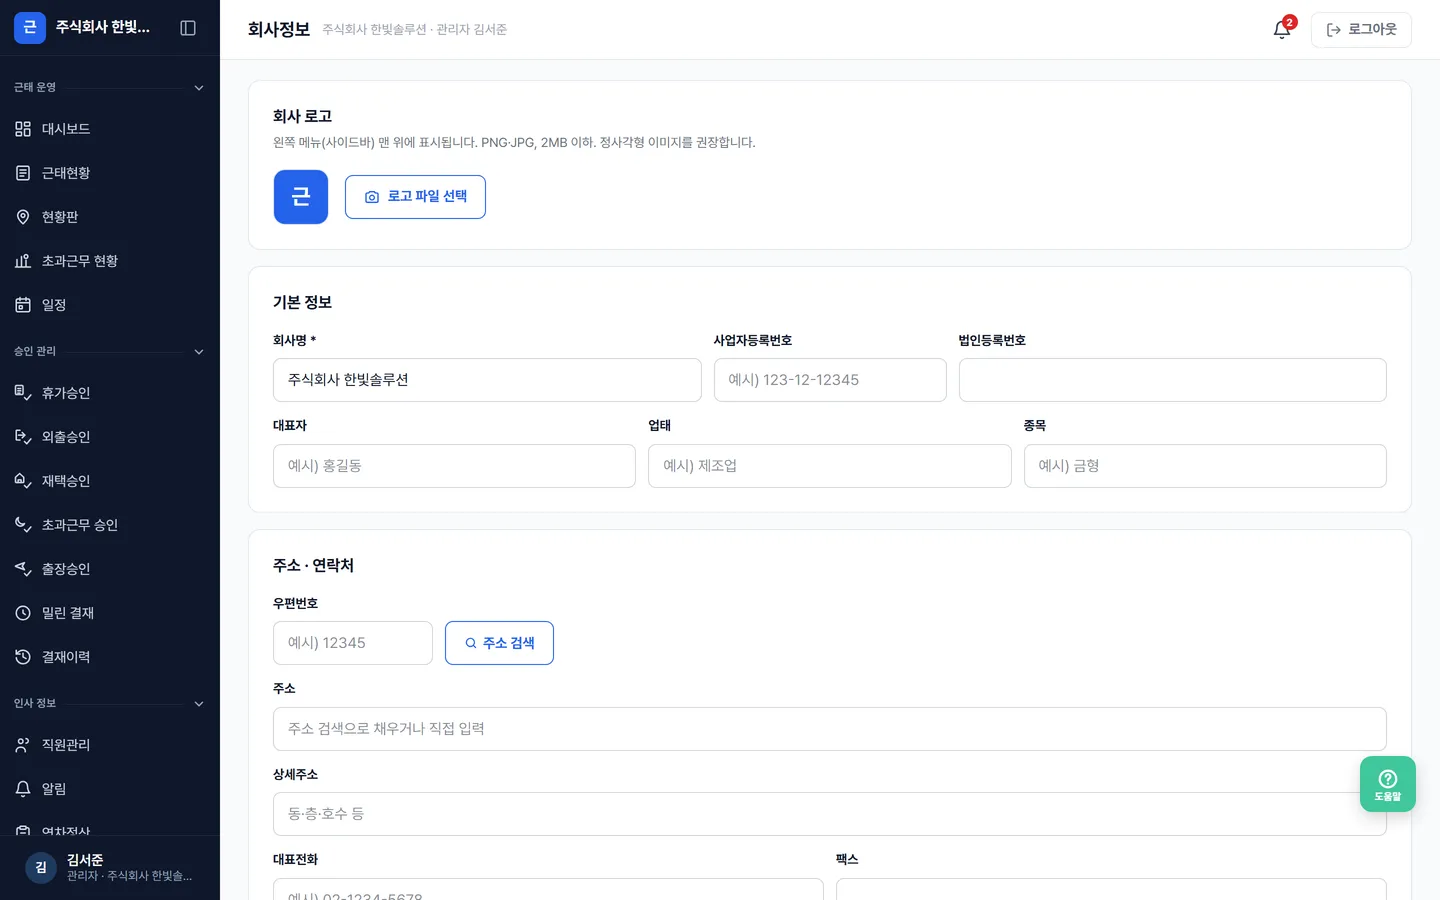 근
주식회사 한빛...
근태 운영
대시보드
근태현황
현황판
초과근무 현황
일정
승인 관리
휴가승인
외출승인
재택승인
초과근무 승인
출장승인
밀린 결재
결재이력
인사 정보
직원관리
알림
연차정산
김
김서준
관리자 · 주식회사 한빛솔...
회사정보
주식회사 한빛솔루션 · 관리자 김서준
2
로그아웃
회사 로고
왼쪽 메뉴(사이드바) 맨 위에 표시됩니다. PNG·JPG, 2MB 이하. 정사각형 이미지를 권장합니다.
근
로고 파일 선택
기본 정보
회사명 *
사업자등록번호
법인등록번호
주식회사 한빛솔루션
예시) 123-12-12345
대표자
업태
종목
예시) 홍길동
예시) 제조업
예시) 금형
주소 · 연락처
우편번호
예시) 12345
주소 검색
주소
주소 검색으로 채우거나 직접 입력
상세주소
동·층·호수 등
도움말
대표전화
팩스
예시) 02-1234-5678